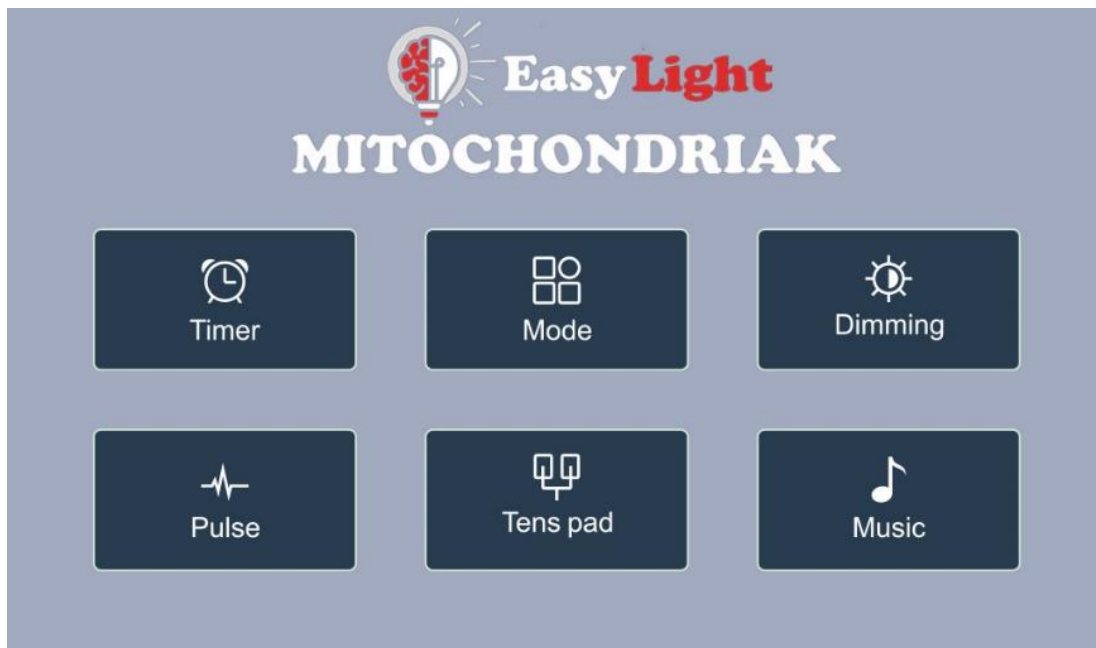 Easy Light
MITOCHONDRIAK
Timer
Mode
Dimming
Pulse
Tens pad
Music